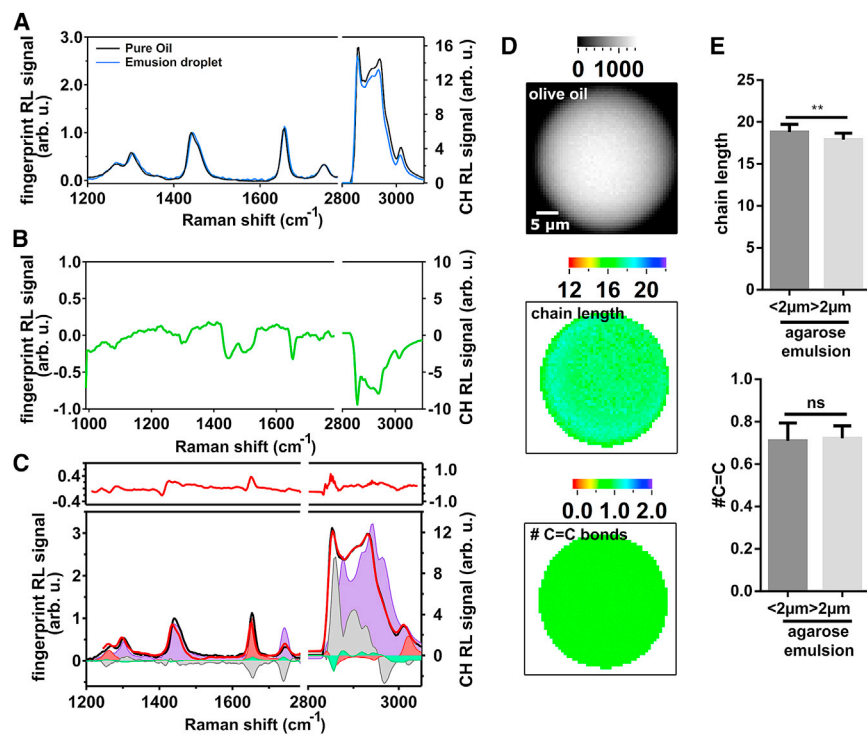 A
fingerprint RL signal
(arb. u.)
3.0
2.0
1.0
0.0
Pure Oil
Emusion droplet
16
12
8
4
0
CH RL signal (arb. u.)
1200 1400 1600 2800 3000
Raman shift (cm-1)
B
fingerprint RL signal
(arb. u.)
1.0
0.5
0.0
-0.5
-1.0
10
5
0
-5
-10
CH RL signal (arb. u.)
1000 1200 1400 1600 2800 3000
Raman shift (cm-1)
C
0.4
-0.4
1.0
0.0
-1.0
fingerprint RL signal
(arb. u.)
3
2
1
0
12
8
4
0
CH RL signal (arb. u.)
1200 1400 1600 2800 3000
Raman shift (cm-1)
D
0 1000
olive oil
5 µm
12 16 20
chain length
0.0 1.0 2.0
# C=C bonds
E
chain length
25
20
15
10
5
0
**
<2µm>2µm
agarose
emulsion
#C=C
1.0
0.8
0.6
0.4
0.2
0.0
ns
<2µm>2µm
agarose
emulsion